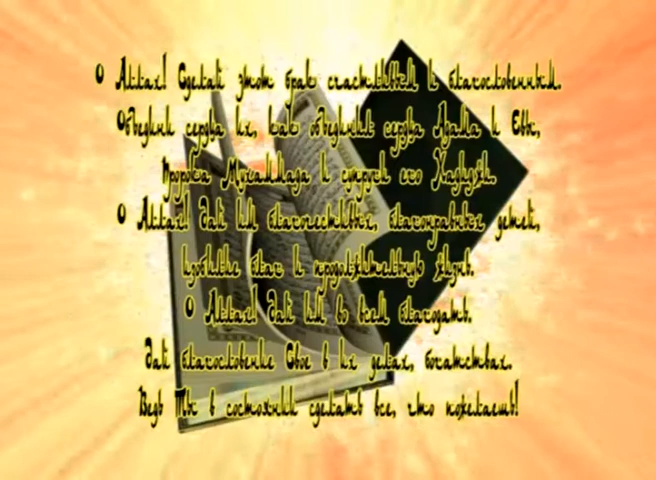 О Аллах! Сделай этот брак счастливым и благословенным.
Объедини сердца их, как объединил сердца Адама и Евы,
Пророка Мухаммада и супруги его Хадиджи.
О Аллах! Дай им благочестивых, благонравных детей,
изобилие благ и продолжительную жизнь.
О Аллах! Дай им во всем благодать.
Дай благословение Свое в их делах, богатствах.
Ведь Ты в состоянии сделать все, что пожелаешь!